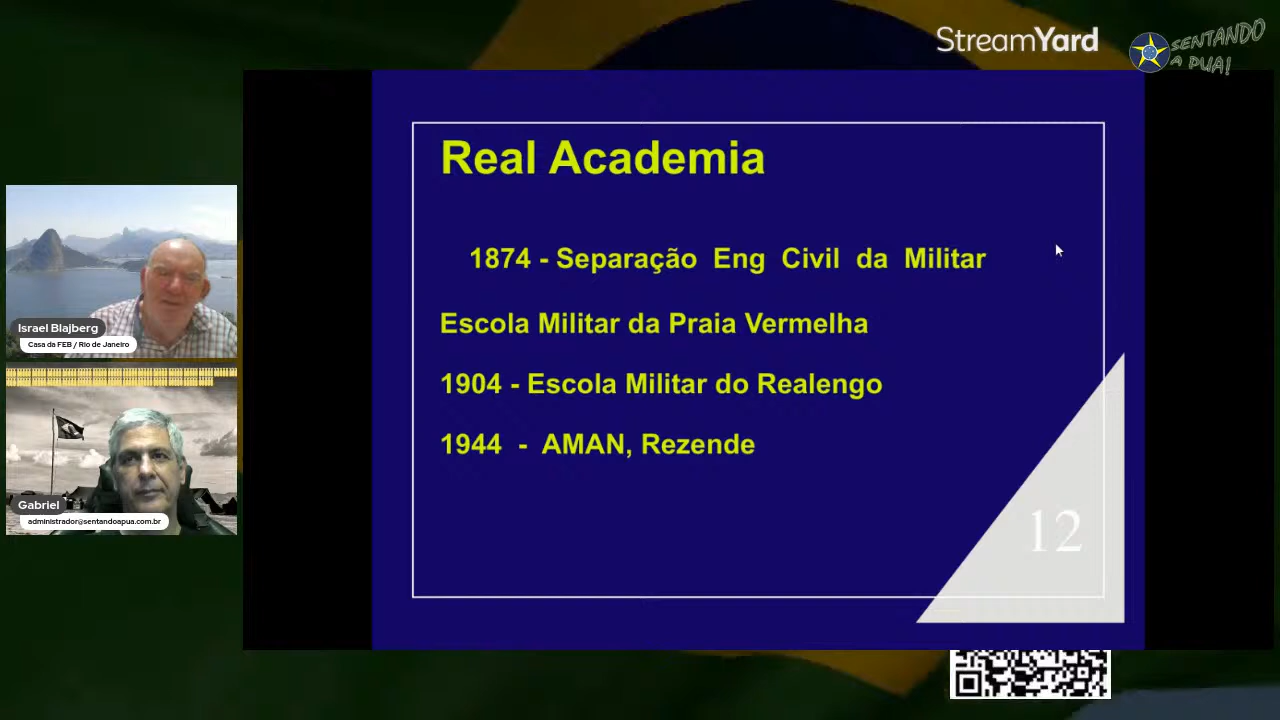 StreamYard
SENTANDO
A PUA!
Real Academia
1874 - Separação Eng Civil da Militar
Escola Militar da Praia Vermelha
1904 - Escola Militar do Realengo
1944 - AMAN, Rezende
12
Israel Blajberg
Casa da FEB / Rio de Janeiro
Gabriel
administrador@sentandoapua.com.br